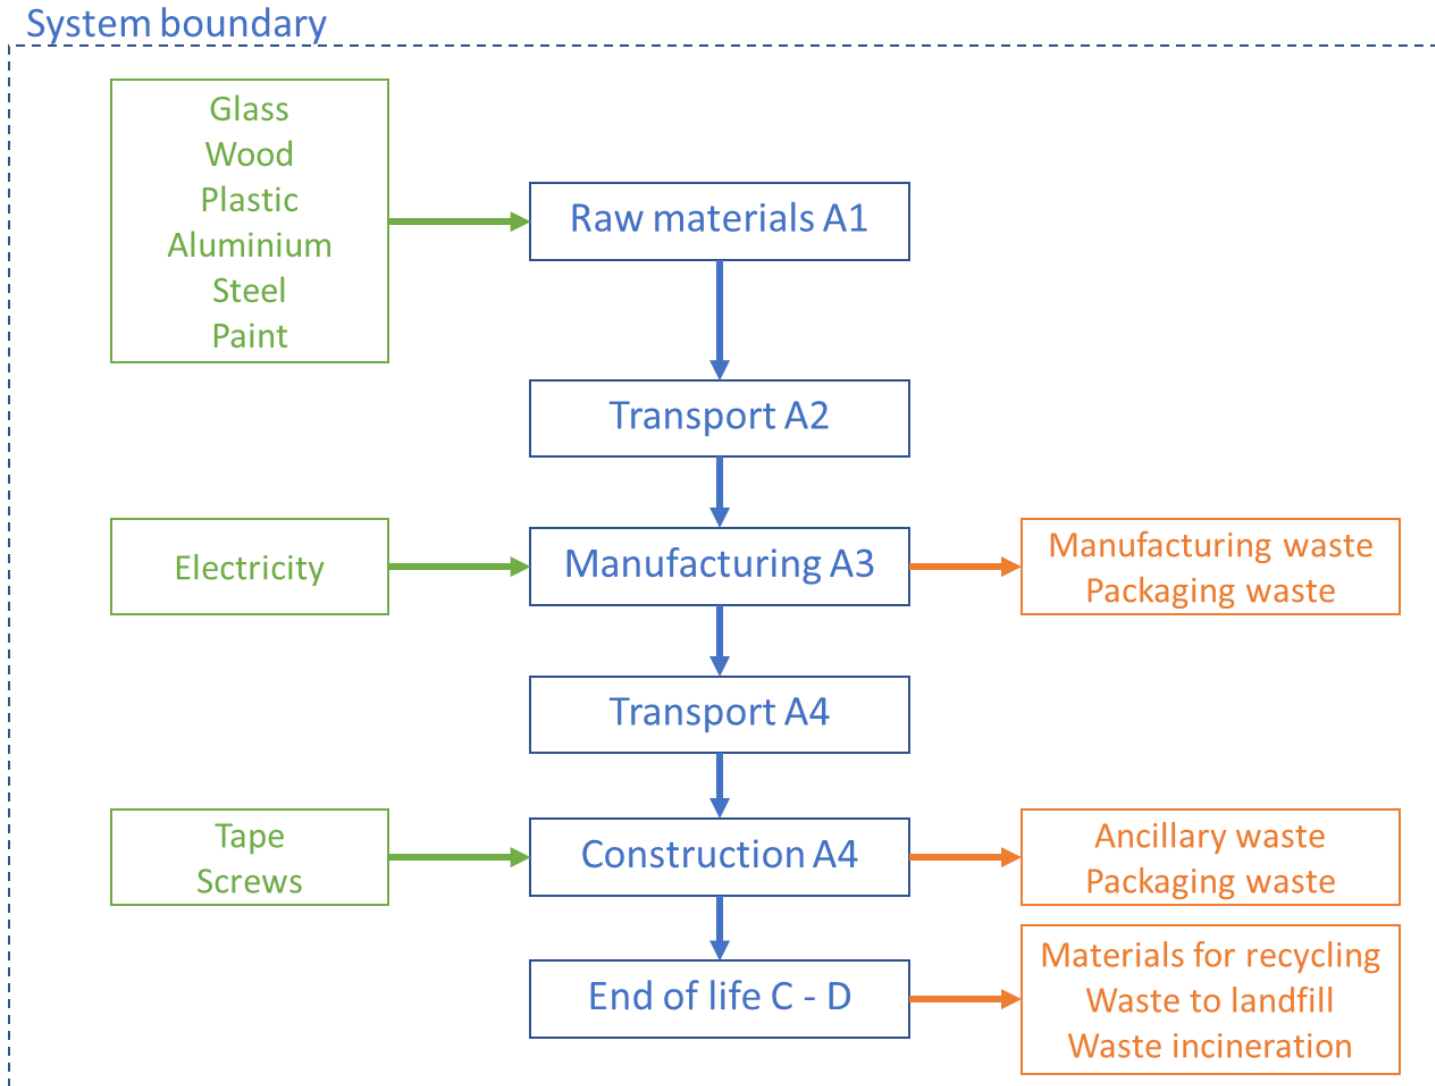 System boundary
Glass
Wood
Plastic
Aluminium
Steel
Paint
Raw materials A1
Transport A2
Electricity
Manufacturing A3
Manufacturing waste
Packaging waste
Transport A4
Tape
Screws
Construction A4
Ancillary waste
Packaging waste
End of life C - D
Materials for recycling
Waste to landfill
Waste incineration